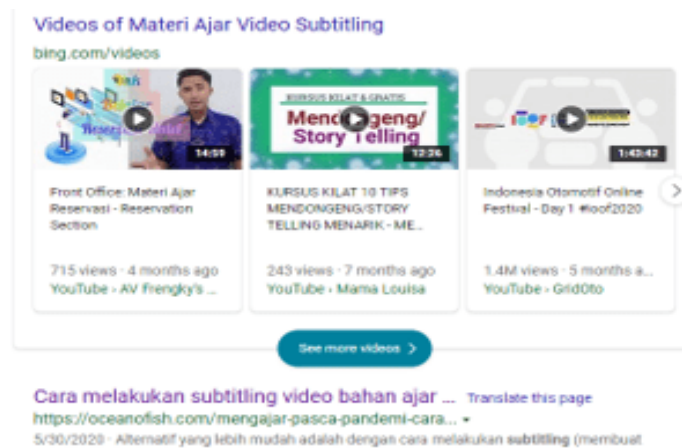 Videos of Materi Ajar Video Subtitling
bing.com/videos
14:59
KURSUS KILAT & GRATIS
Mendongeng/
Story Telling
12:26
1:43:42
Front Office: Materi Ajar
Reservasi - Reservation
Section
715 views · 4 months ago
YouTube › AV Frengky's ...
KURSUS KILAT 10 TIPS
MENDONGENG/STORY
TELLING MENARIK - ME...
243 views · 7 months ago
YouTube › Mama Louisa
Indonesia Otomotif Online
Festival - Day 1 #ioof2020
1.4M views · 5 months a...
YouTube › GridOto
See more videos
Cara melakukan subtitling video bahan ajar ... Translate this page
https://oceanofish.com/mengajar-pasca-pandemi-cara...
5/30/2020 · Alternatif yang lebih mudah adalah dengan cara melakukan subtitling (membuat